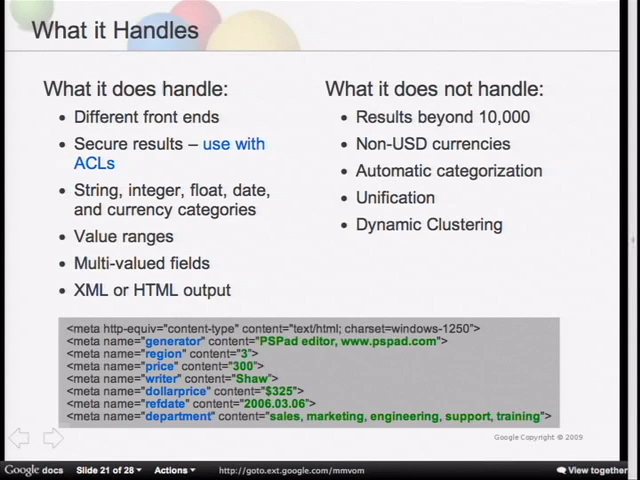 What it Handles
What it does handle:
• Different front ends
• Secure results – use with
ACLs
• String, integer, float, date,
and currency categories
• Value ranges
• Multi-valued fields
• XML or HTML output
What it does not handle:
• Results beyond 10,000
• Non-USD currencies
• Automatic categorization
• Unification
• Dynamic Clustering
<meta http-equiv="content-type" content="text/html; charset=windows-1250">
<meta name="generator" content="PSPad editor, www.pspad.com">
<meta name="region" content="3">
<meta name="price" content="300">
<meta name="writer" content="Shaw">
<meta name="dollarprice" content="$325">
<meta name="refdate" content="2006.03.06">
<meta name="department" content="sales, marketing, engineering, support, training">
Google Copyright © 2009
Google docs Slide 21 of 28 Actions http://goto.ext.google.com/mmvom View together